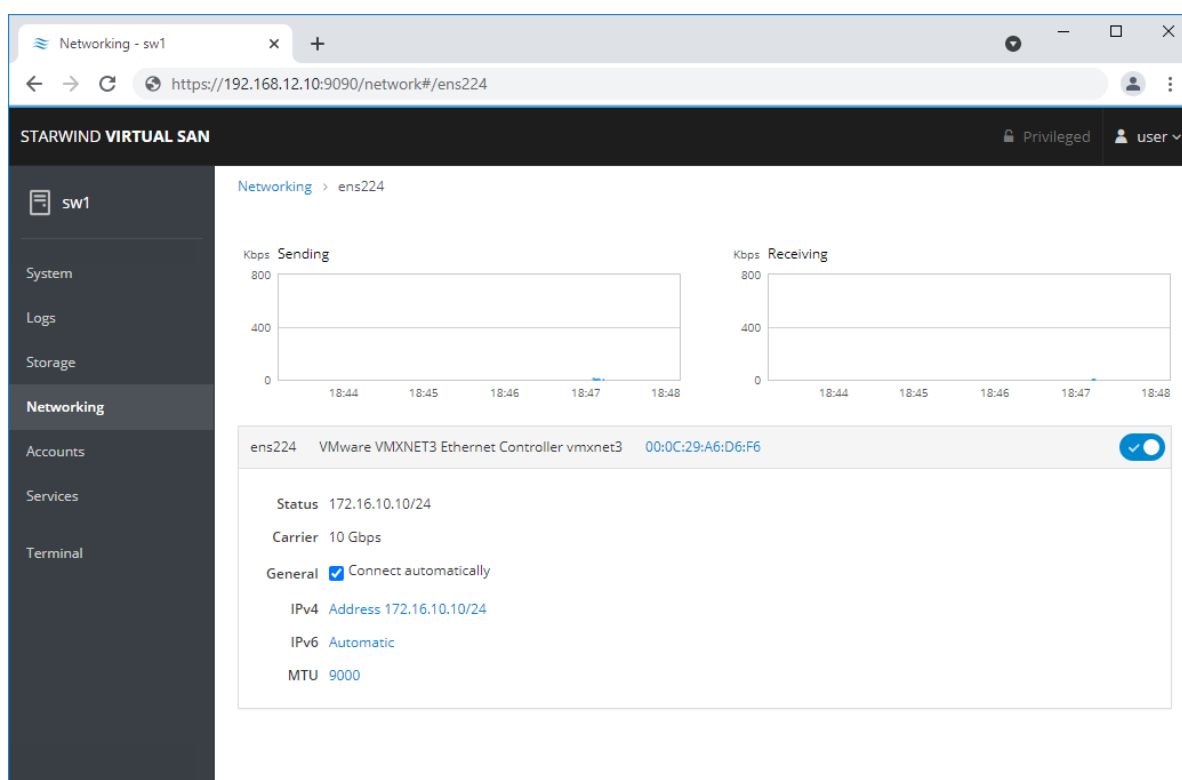 Networking - sw1
https://192.168.12.10:9090/network#/ens224
STARWIND VIRTUAL SAN
Privileged
user
sw1
System
Logs
Storage
Networking
Accounts
Services
Terminal
Networking > ens224
Kbps Sending
800
400
0
18:44 18:45 18:46 18:47 18:48
Kbps Receiving
800
400
0
18:44 18:45 18:46 18:47 18:48
ens224 VMware VMXNET3 Ethernet Controller vmxnet3 00:0C:29:A6:D6:F6
Status 172.16.10.10/24
Carrier 10 Gbps
General Connect automatically
IPv4 Address 172.16.10.10/24
IPv6 Automatic
MTU 9000